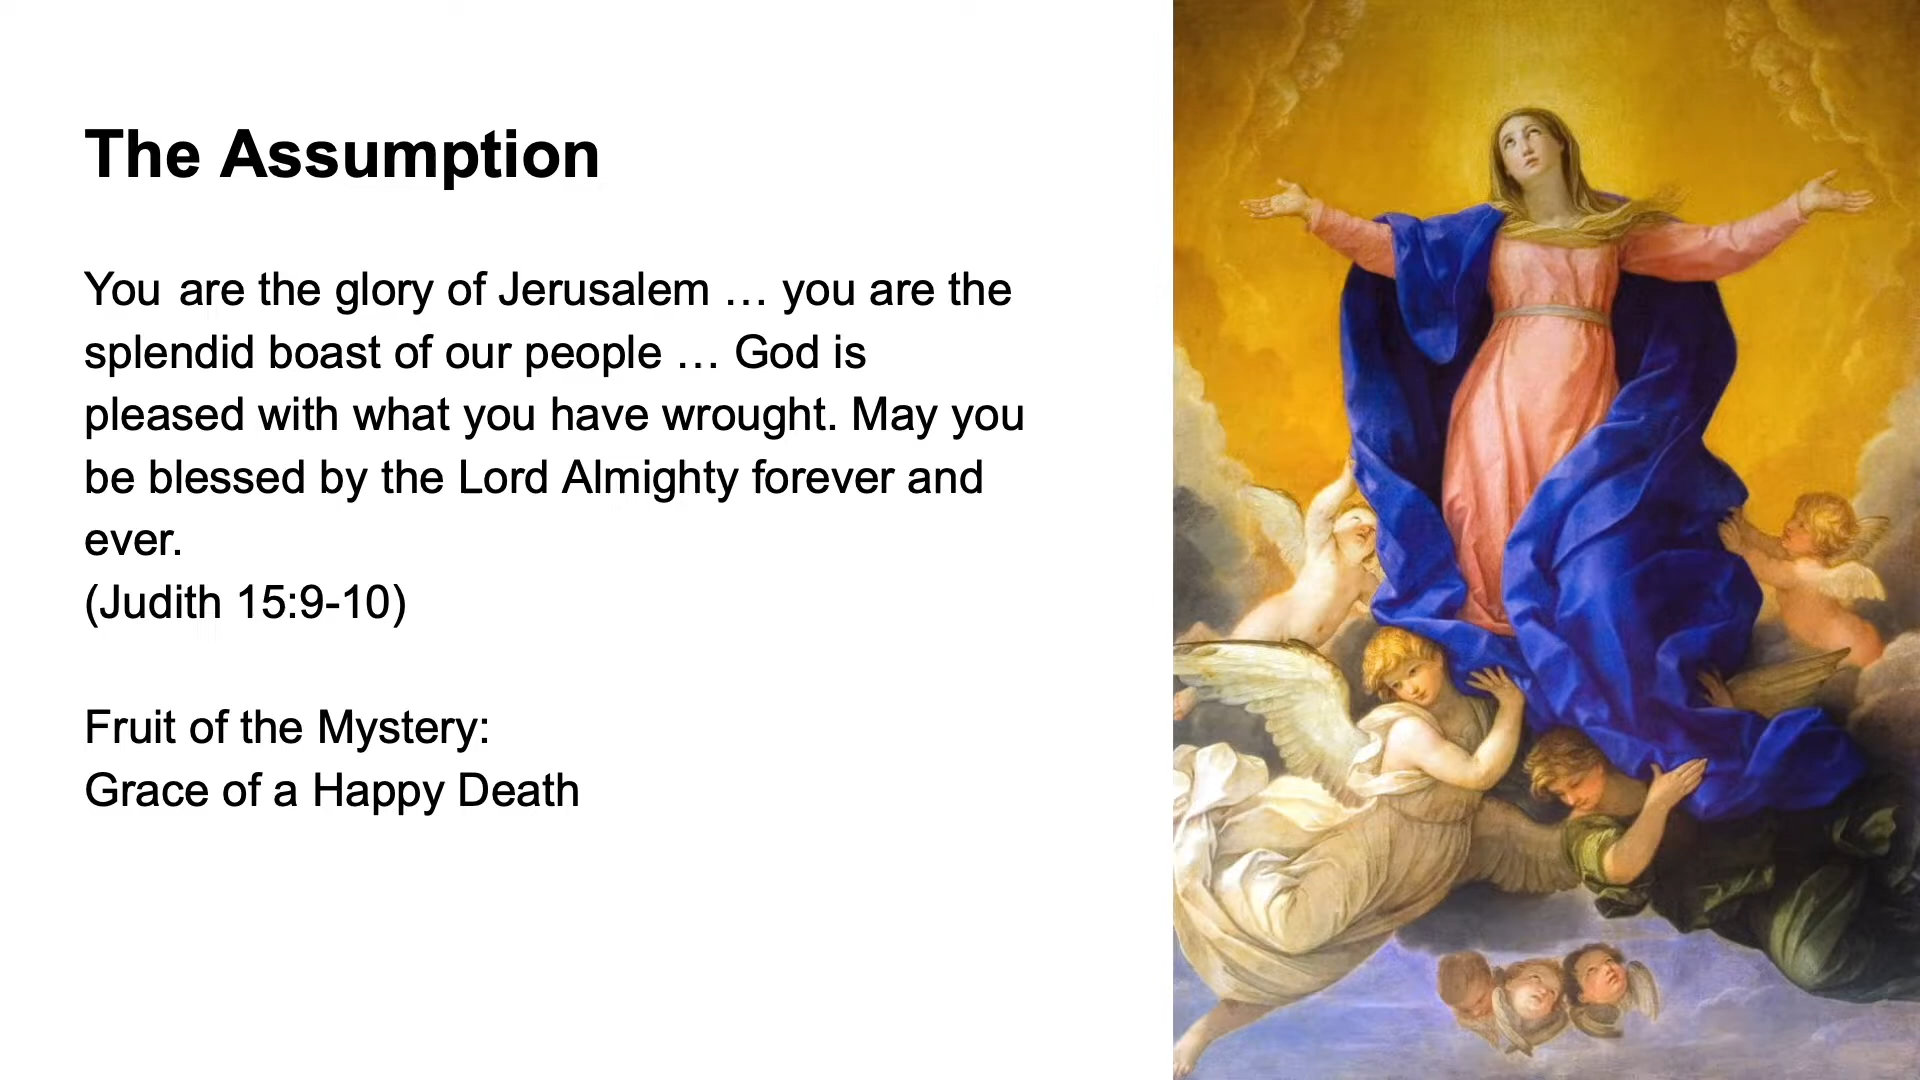 The Assumption
You are the glory of Jerusalem … you are the
splendid boast of our people … God is
pleased with what you have wrought. May you
be blessed by the Lord Almighty forever and
ever.
(Judith 15:9-10)
Fruit of the Mystery:
Grace of a Happy Death